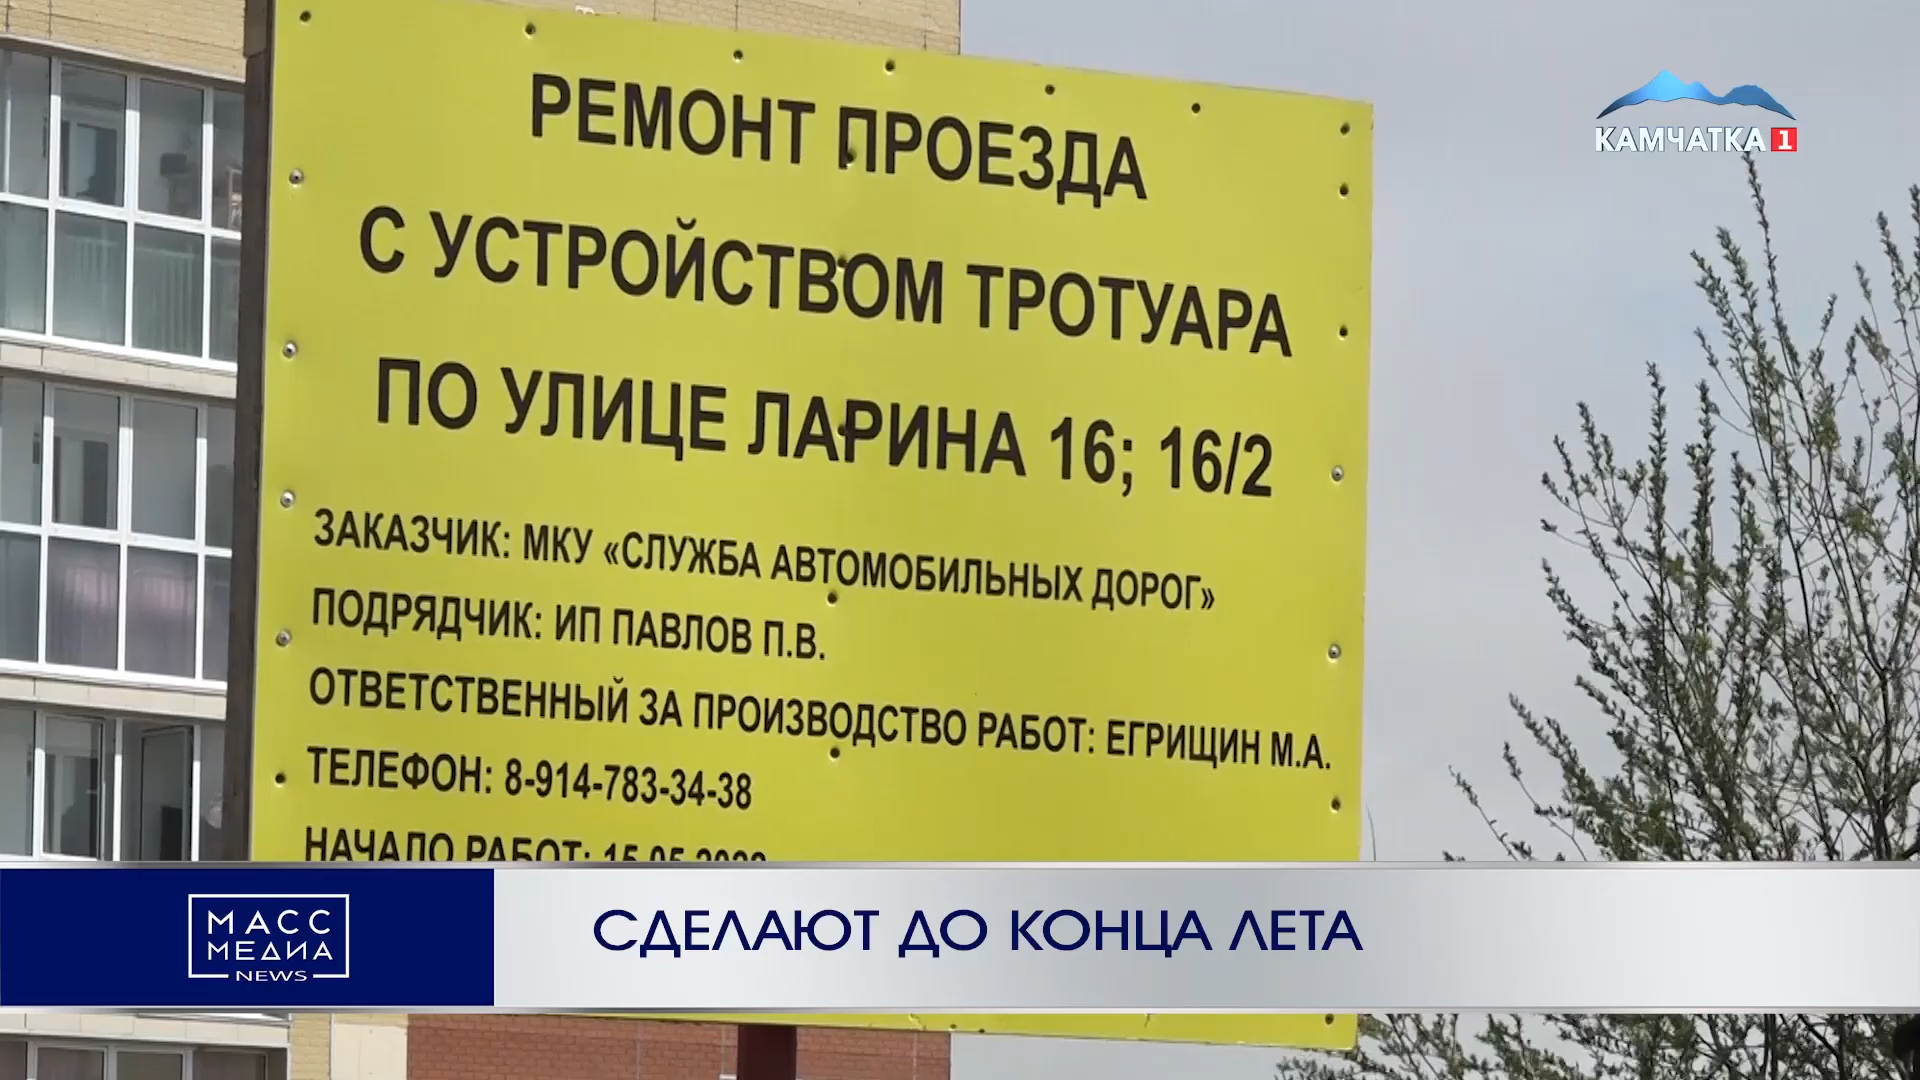 КАМЧАТКА 1
РЕМОНТ ПРОЕЗДА
С УСТРОЙСТВОМ ТРОТУАРА
ПО УЛИЦЕ ЛАРИНА 16; 16/2
ЗАКАЗЧИК: МКУ «СЛУЖБА АВТОМОБИЛЬНЫХ ДОРОГ»
ПОДРЯДЧИК: ИП ПАВЛОВ П.В.
ОТВЕТСТВЕННЫЙ ЗА ПРОИЗВОДСТВО РАБОТ: ЕГРИЩИН М.А.
ТЕЛЕФОН: 8-914-783-34-38
НАЧАЛО РАБОТ:
МАСС
МЕДИА
NEWS
СДЕЛАЮТ ДО КОНЦА ЛЕТА